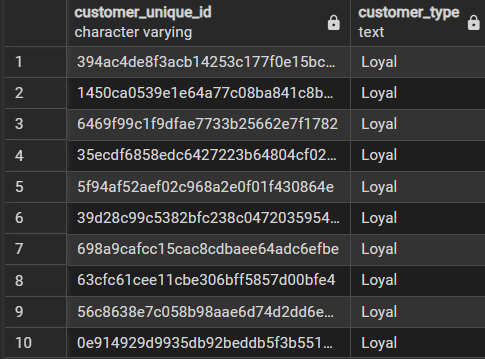 customer_unique_id customer_type
character varying text
1 394ac4de8f3acb14253c177f0e15bc… Loyal
2 1450ca0539e1e64a77c08ba841c8b… Loyal
3 6469f99c1f9dfae7733b25662e7f1782 Loyal
4 35ecdf6858edc6427223b64804cf02… Loyal
5 5f94af52aef02c968a2e0f01f430864e Loyal
6 39d28c99c5382bfc238c0472035954… Loyal
7 698a9cafcc15cac8cdbaee64adc6efbe Loyal
8 63cfc61cee11cbe306bff5857d00bfe4 Loyal
9 56c8638e7c058b98aae6d74d2dd6e… Loyal
10 0e914929d9935db92beddb5f3b551… Loyal